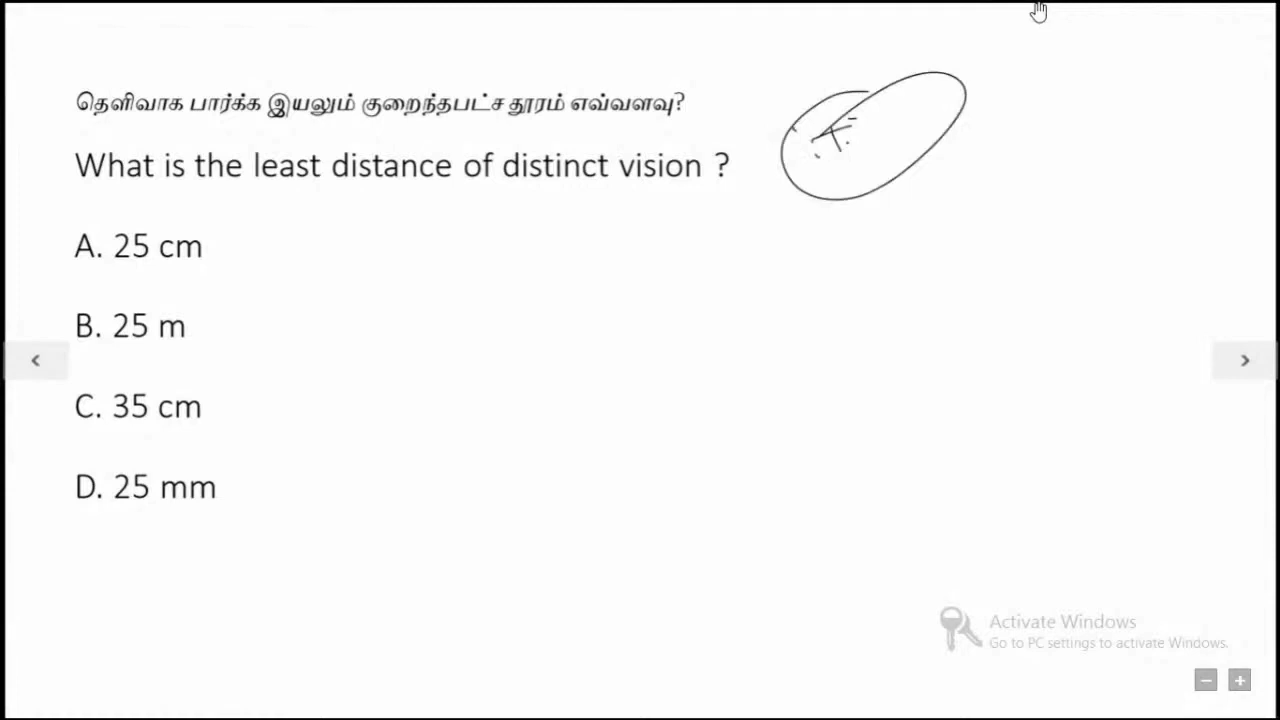 தெளிவாக பார்க்க இயலும் குறைந்தபட்ச தூரம் எவ்வளவு?
What is the least distance of distinct vision ?
A. 25 cm
B. 25 m
C. 35 cm
D. 25 mm
Activate Windows
Go to PC settings to activate Windows.